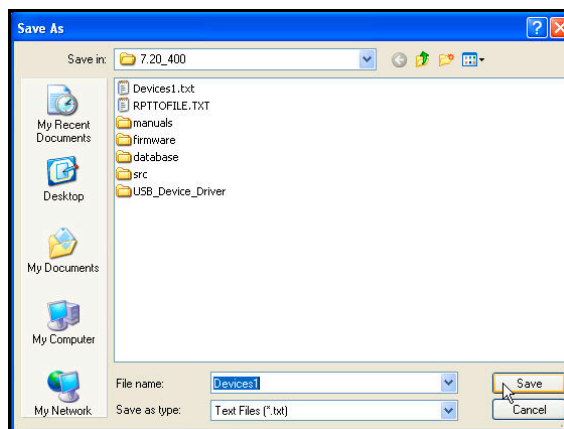 Save As
Save in:
7.20_400
Devices1.txt
RPTTOFILE.TXT
manuals
firmware
database
src
USB_Device_Driver
My Recent
Documents
Desktop
My Documents
My Computer
My Network
File name:
Devices1
Save
Save as type:
Text Files (*.txt)
Cancel